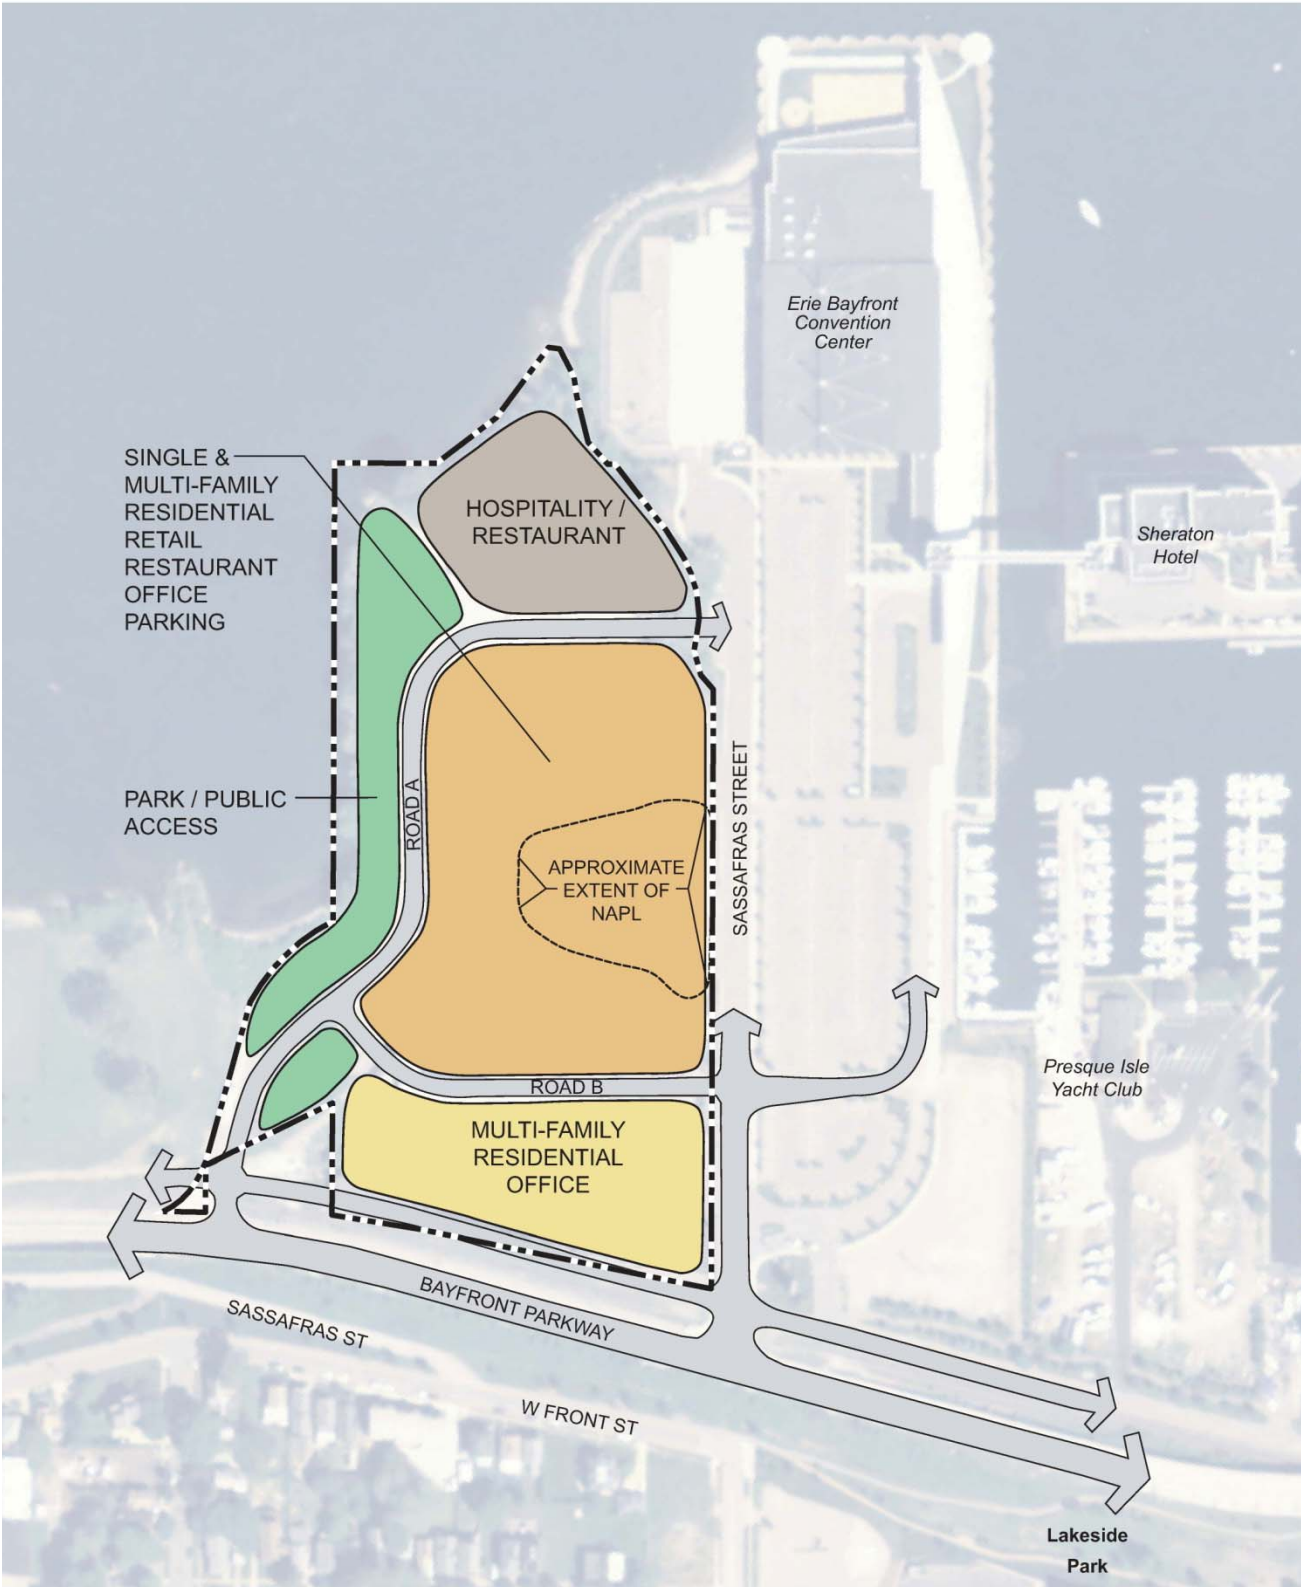 Erie Bayfront
Convention
Center
SINGLE &
MULTI-FAMILY
RESIDENTIAL
RETAIL
RESTAURANT
OFFICE
PARKING
HOSPITALITY /
RESTAURANT
Sheraton
Hotel
PARK / PUBLIC
ACCESS
ROAD A
SASSAFRAS STREET
APPROXIMATE
EXTENT OF
NAPL
ROAD B
Presque Isle
Yacht Club
MULTI-FAMILY
RESIDENTIAL
OFFICE
BAYFRONT PARKWAY
SASSAFRAS ST
W FRONT ST
Lakeside
Park